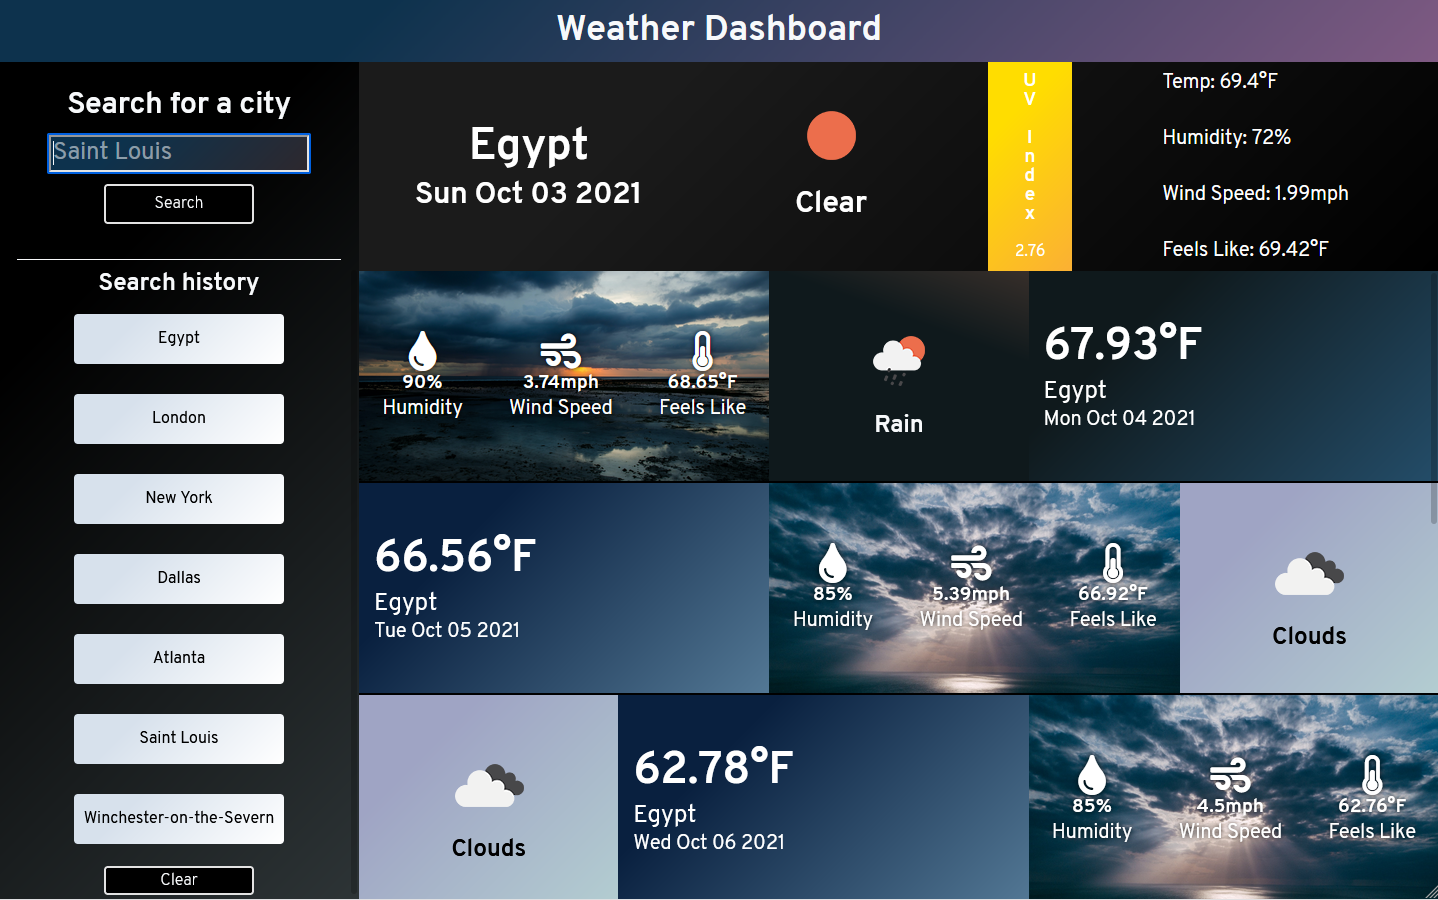 Weather Dashboard
Search for a city
Saint Louis
Search
Search history
Egypt
London
New York
Dallas
Atlanta
Saint Louis
Winchester-on-the-Severn
Clear
Egypt
Sun Oct 03 2021
Clear
UV Index
2.76
Temp: 69.4°F
Humidity: 72%
Wind Speed: 1.99mph
Feels Like: 69.42°F
90%
Humidity
3.74mph
Wind Speed
68.65°F
Feels Like
Rain
67.93°F
Egypt
Mon Oct 04 2021
66.56°F
Egypt
Tue Oct 05 2021
85%
Humidity
5.39mph
Wind Speed
66.92°F
Feels Like
Clouds
Clouds
62.78°F
Egypt
Wed Oct 06 2021
85%
Humidity
4.5mph
Wind Speed
62.76°F
Feels Like